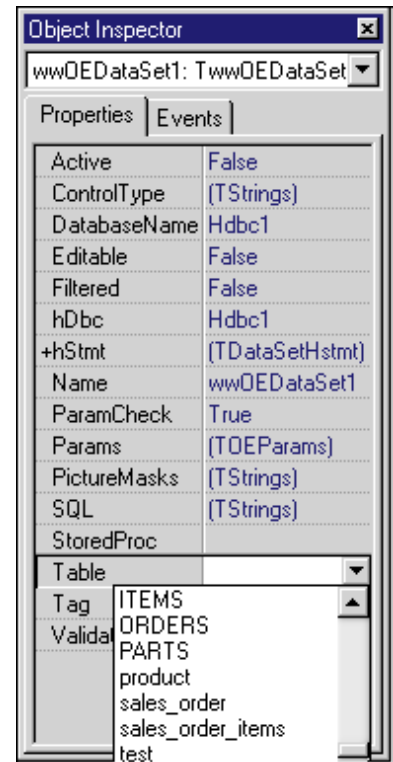 Object Inspector
wwOEDataSet1: TwwOEDataSet
Properties Events
Active False
ControlType (TStrings)
DatabaseName Hdbc1
Editable False
Filtered False
hDbc Hdbc1
+hStmt (TDataSetHstmt)
Name wwOEDataSet1
ParamCheck True
Params (TOEParams)
PictureMasks (TStrings)
SQL (TStrings)
StoredProc
Table
Tag
ITEMS
ORDERS
PARTS
product
sales_order
sales_order_items
test